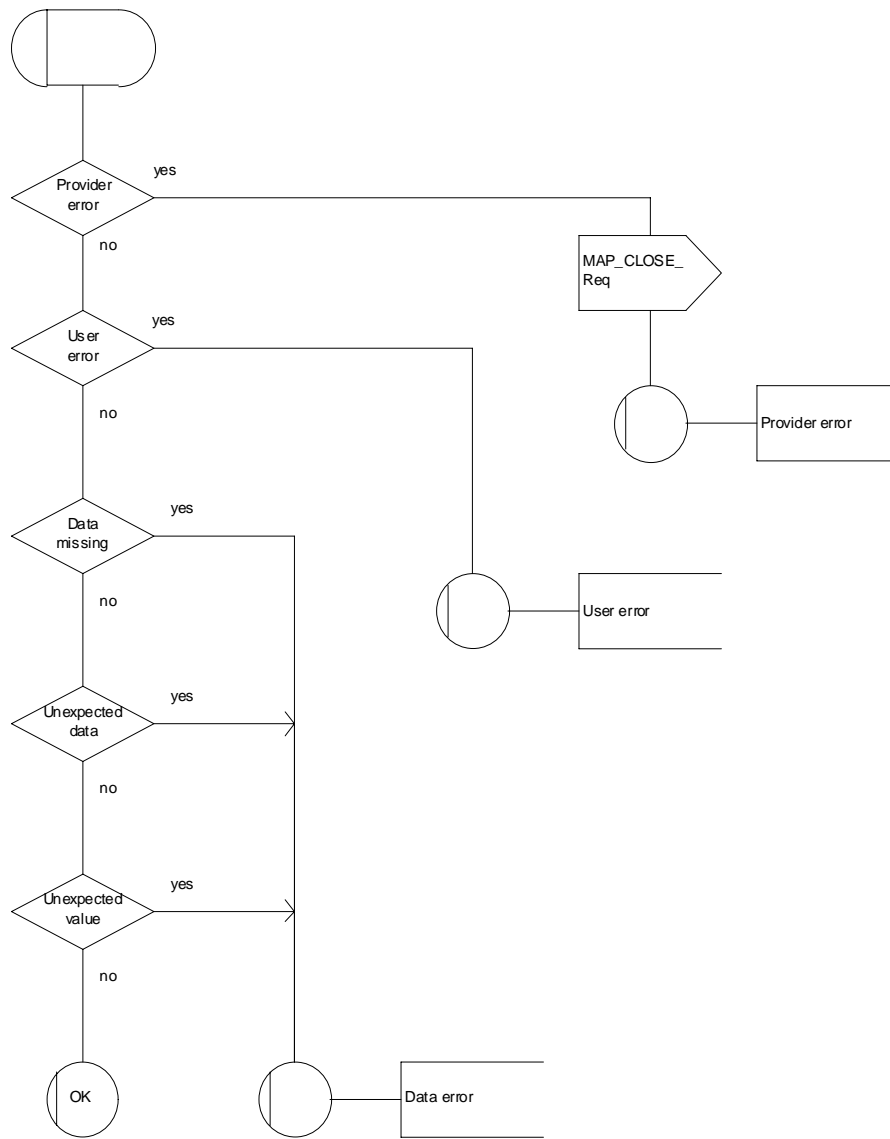 yes
Provider
error
no
MAP_CLOSE_
Req
yes
User
error
no
Provider error
yes
Data
missing
no
User error
yes
Unexpected
data
no
yes
Unexpected
value
no
OK
Data error